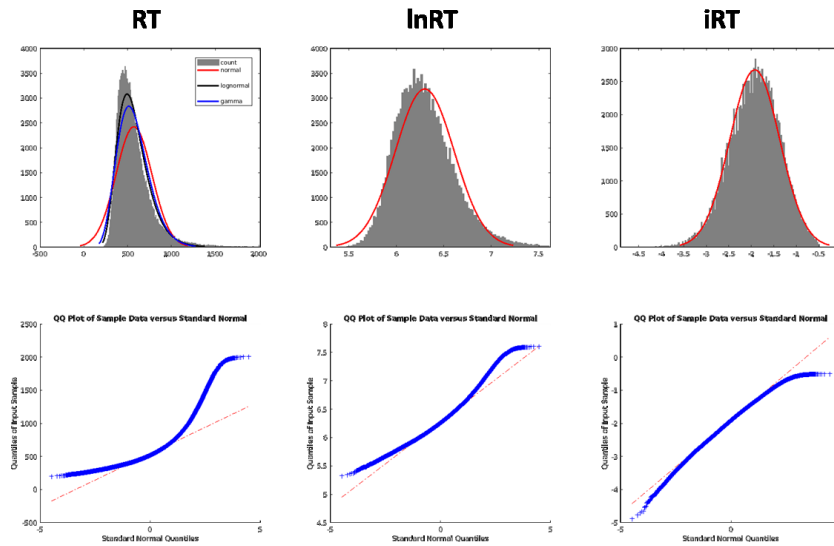 RT lnRT iRT
4000
3500
3000
2500
2000
1500
1000
500
0
-500 0 500 1000 1500 2000
count
normal
lognormal
gamma
4000
3500
3000
2500
2000
1500
1000
500
0
5.5 6 6.5 7 7.5
3000
2500
2000
1500
1000
500
0
-4.5 -4 -3.5 -3 -2.5 -2 -1.5 -1 -0.5 0
QQ Plot of Sample Data versus Standard Normal
Quantiles of Input Sample
2500
2000
1500
1000
500
0
-500
-5 0 5
Standard Normal Quantiles
QQ Plot of Sample Data versus Standard Normal
Quantiles of Input Sample
8
7.5
7
6.5
6
5.5
5
4.5
-5 0 5
Standard Normal Quantiles
QQ Plot of Sample Data versus Standard Normal
Quantiles of Input Sample
1
0
-1
-2
-3
-4
-5
-5 0 5
Standard Normal Quantiles